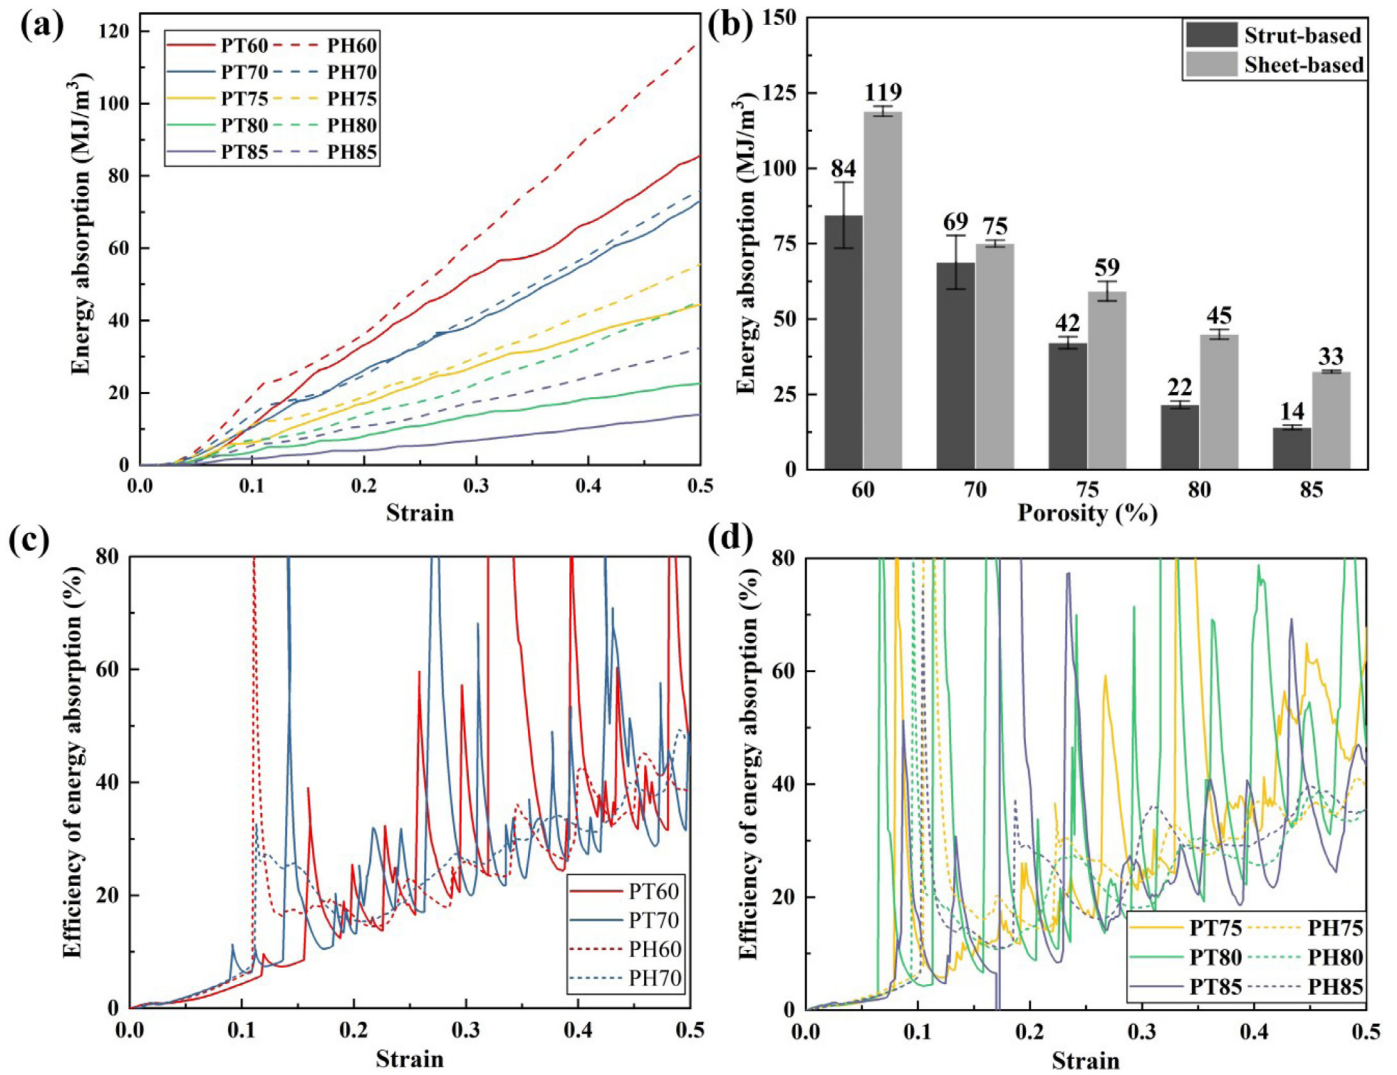 (a)
120
100
80
60
40
20
0
Energy absorption (MJ/m³)
PT60 PH60
PT70 PH70
PT75 PH75
PT80 PH80
PT85 PH85
0.0 0.1 0.2 0.3 0.4 0.5
Strain
(b)
150
125
100
75
50
25
0
Energy absorption (MJ/m³)
Strut-based
Sheet-based
84 119
69 75
42 59
22 45
14 33
60 70 75 80 85
Porosity (%)
(c)
80
60
40
20
0
Efficiency of energy absorption (%)
PT60
PT70
PH60
PH70
0.0 0.1 0.2 0.3 0.4 0.5
Strain
(d)
80
60
40
20
0
Efficiency of energy absorption (%)
PT75 PH75
PT80 PH80
PT85 PH85
0.0 0.1 0.2 0.3 0.4 0.5
Strain